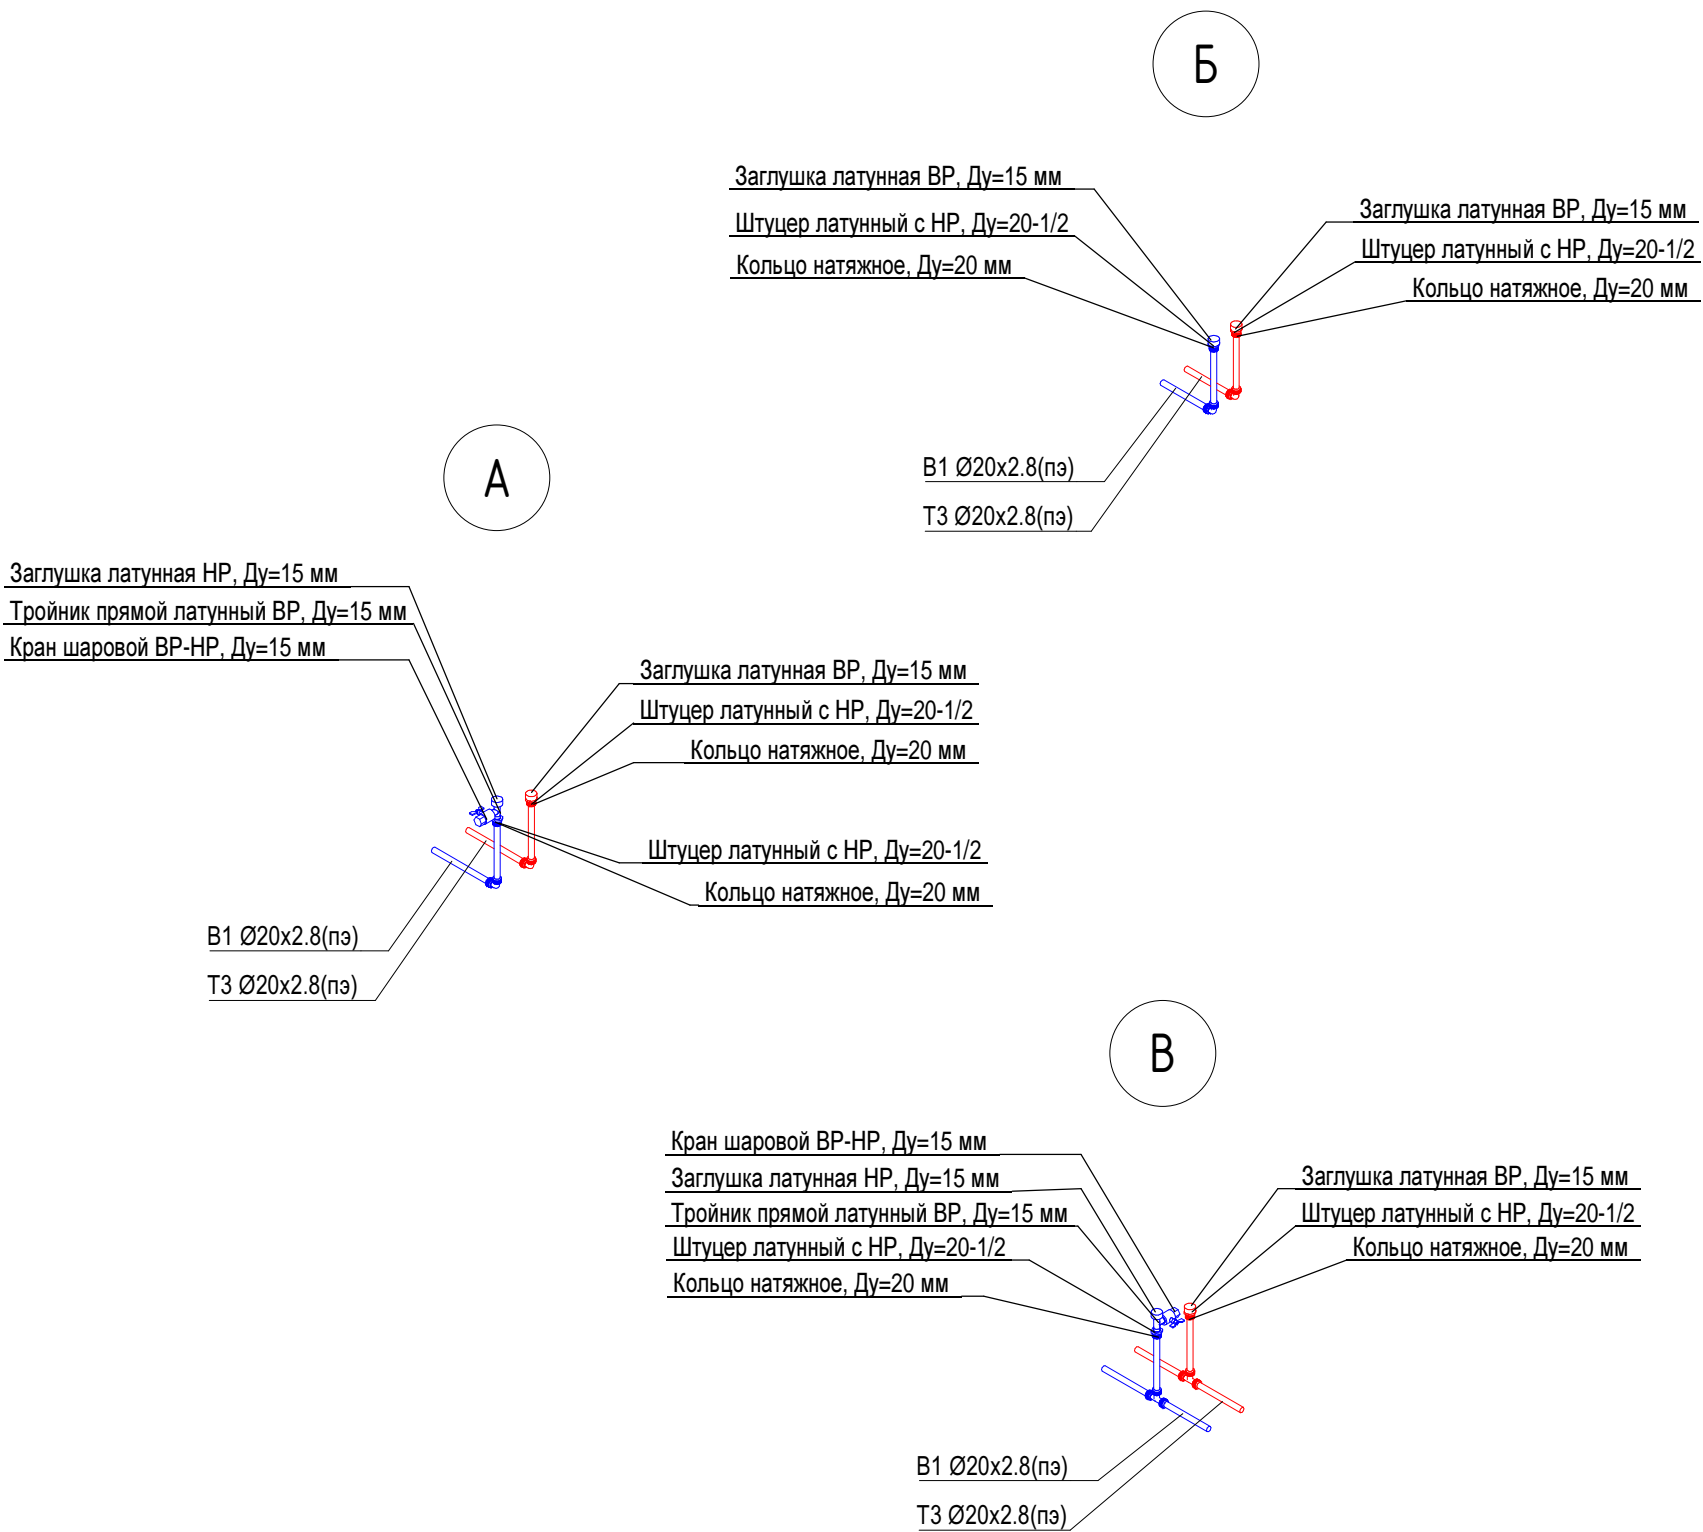 Б
Заглушка латунная ВР, Ду=15 мм
Штуцер латунный с НР, Ду=20-1/2
Кольцо натяжное, Ду=20 мм
Заглушка латунная ВР, Ду=15 мм
Штуцер латунный с НР, Ду=20-1/2
Кольцо натяжное, Ду=20 мм
В1 Ø20x2.8(пэ)
Т3 Ø20x2.8(пэ)
А
Заглушка латунная НР, Ду=15 мм
Тройник прямой латунный ВР, Ду=15 мм
Кран шаровой ВР-НР, Ду=15 мм
Заглушка латунная ВР, Ду=15 мм
Штуцер латунный с НР, Ду=20-1/2
Кольцо натяжное, Ду=20 мм
Штуцер латунный с НР, Ду=20-1/2
Кольцо натяжное, Ду=20 мм
В1 Ø20x2.8(пэ)
Т3 Ø20x2.8(пэ)
В
Кран шаровой ВР-НР, Ду=15 мм
Заглушка латунная НР, Ду=15 мм
Тройник прямой латунный ВР, Ду=15 мм
Штуцер латунный с НР, Ду=20-1/2
Кольцо натяжное, Ду=20 мм
Заглушка латунная ВР, Ду=15 мм
Штуцер латунный с НР, Ду=20-1/2
Кольцо натяжное, Ду=20 мм
В1 Ø20x2.8(пэ)
Т3 Ø20x2.8(пэ)